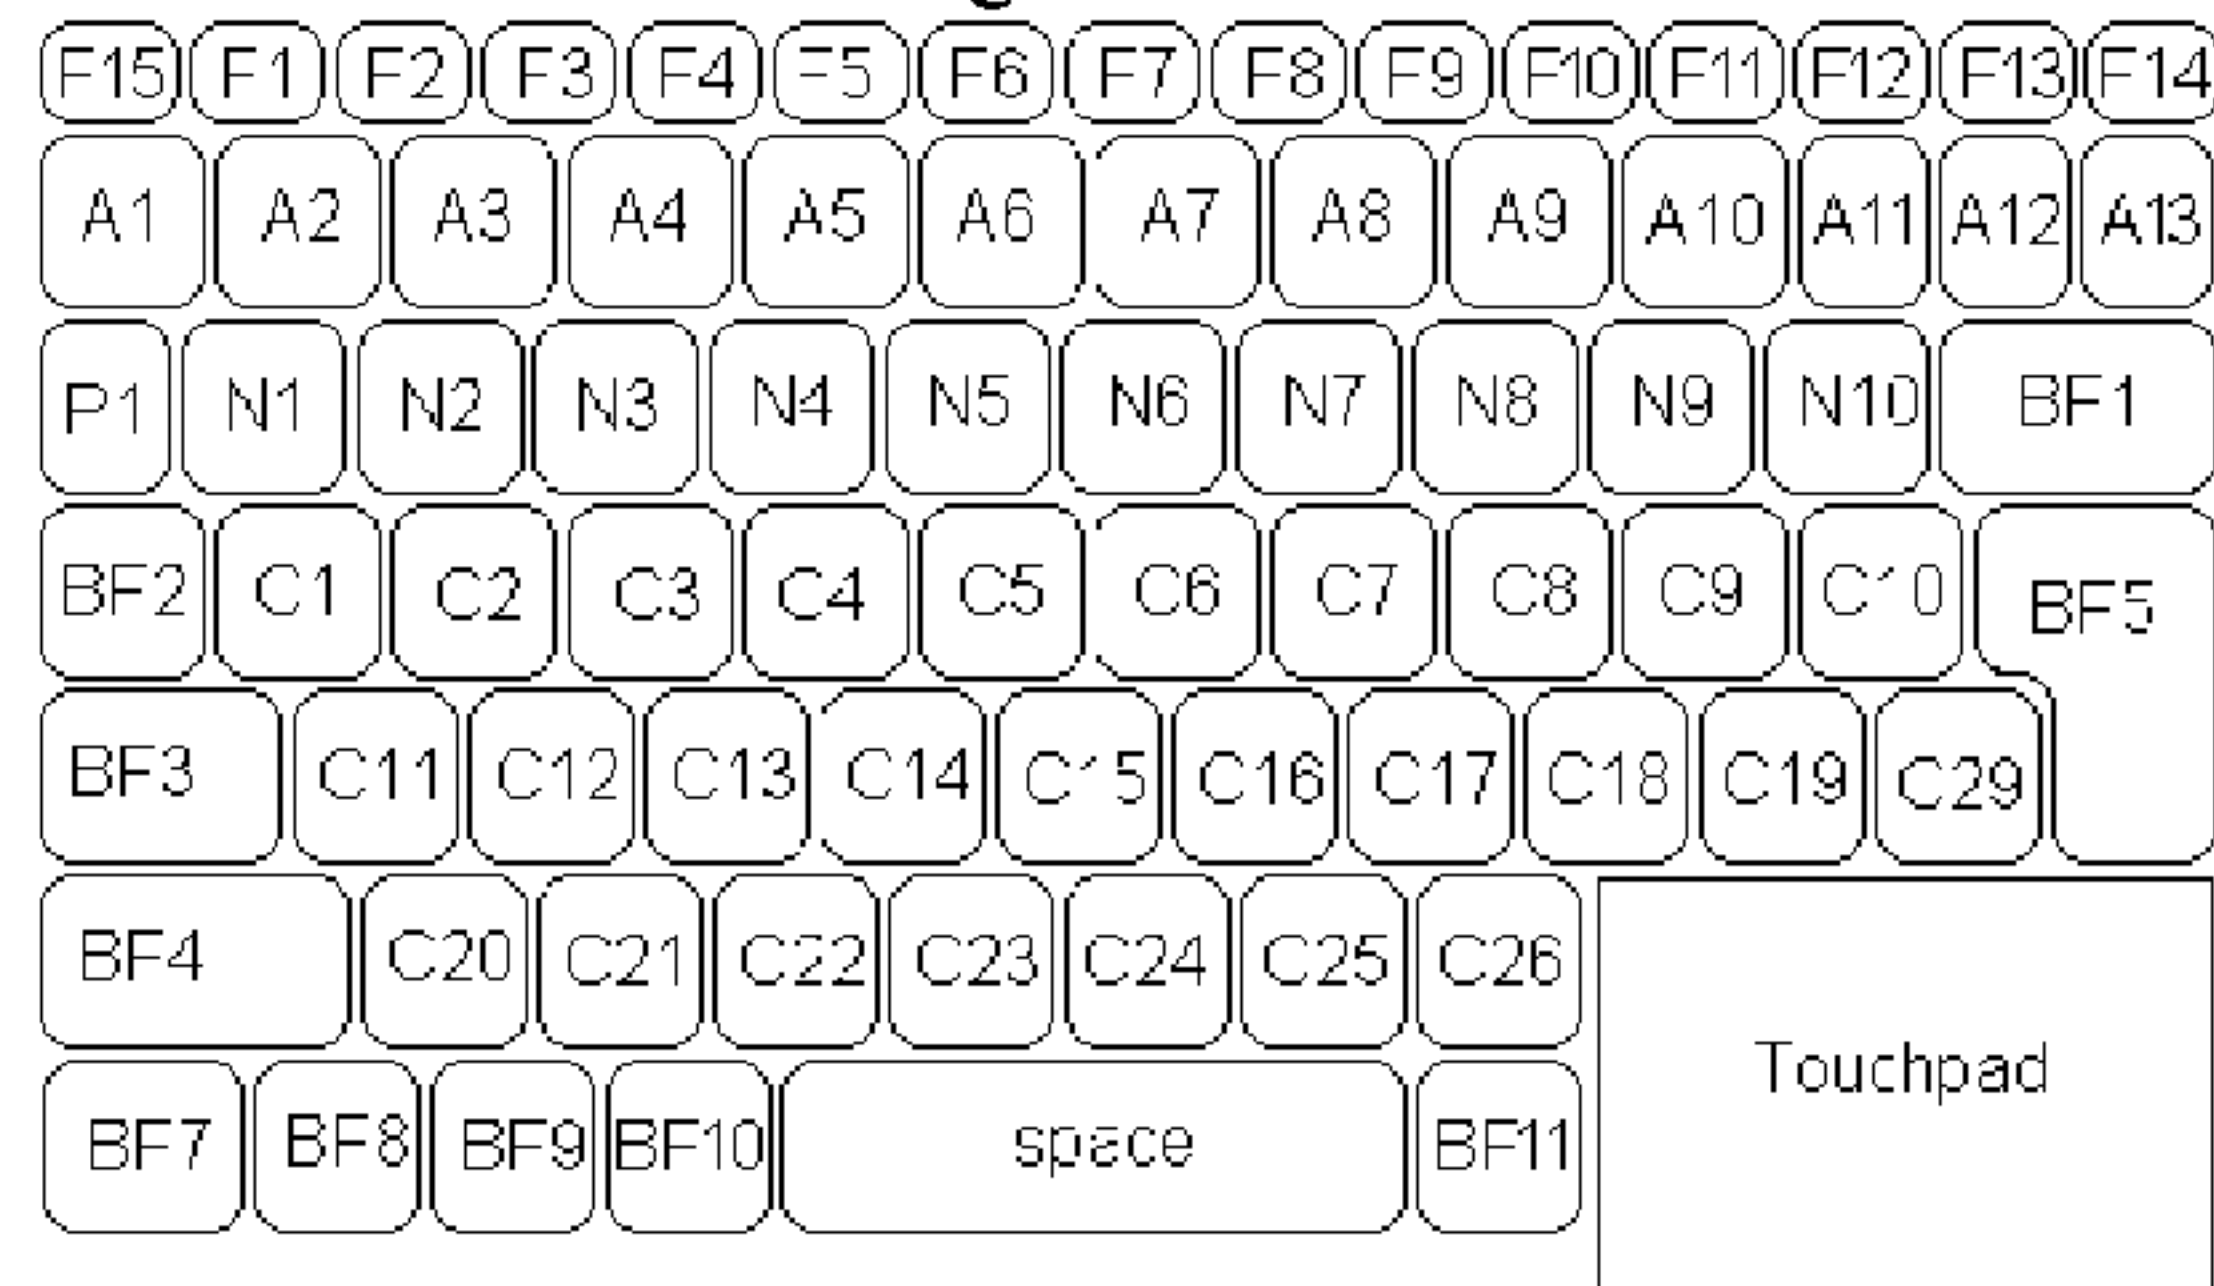 F15 F1 F2 F3 F4 F5 F6 F7 F8 F9 F10 F11 F12 F13 F14
A1 A2 A3 A4 A5 A6 A7 A8 A9 A10 A11 A12 A13
P1 N1 N2 N3 N4 N5 N6 N7 N8 N9 N10 BF1
BF2 C1 C2 C3 C4 C5 C6 C7 C8 C9 C10 BF5
BF3 C11 C12 C13 C14 C15 C16 C17 C18 C19 C29
BF4 C20 C21 C22 C23 C24 C25 C26
Touchpad
BF7 BF8 BF9 BF10 space BF11